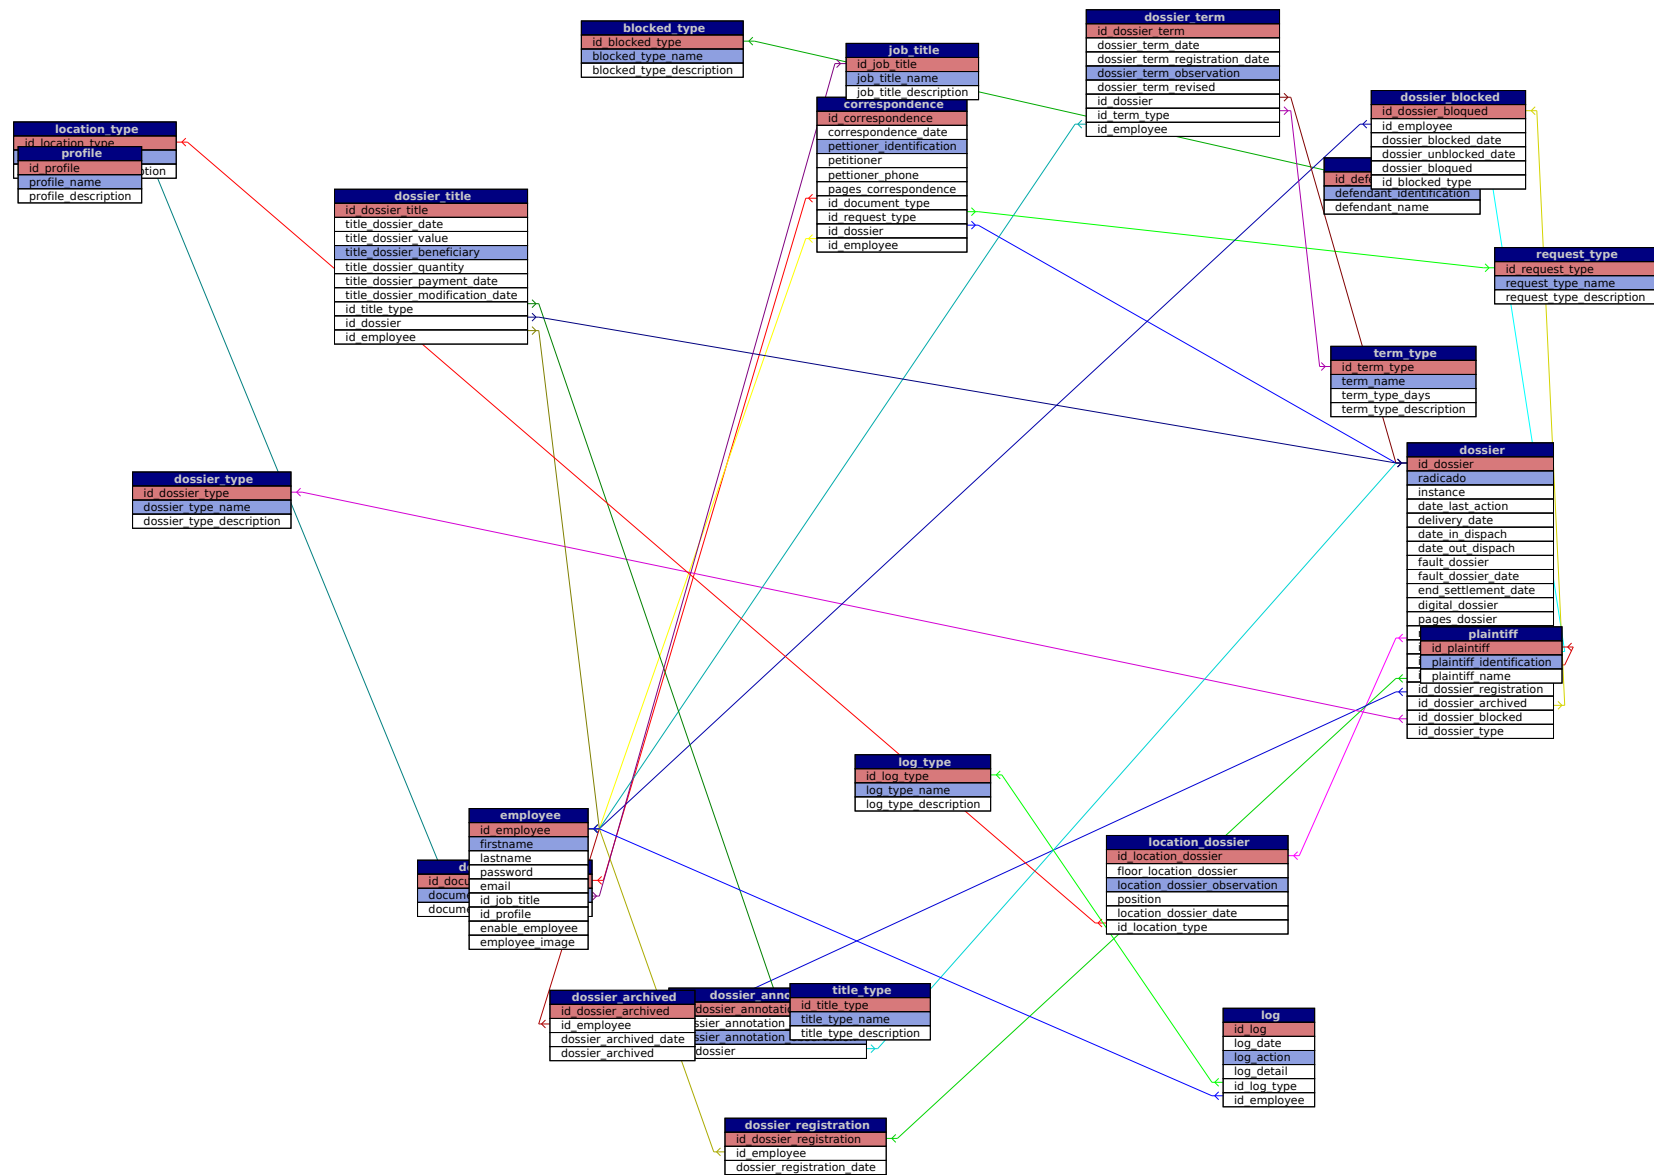 blocked_type
id_blocked_type
blocked_type_name
blocked_type_description
job_title
id_job_title
job_title_name
job_title_description
dossier_term
id_dossier_term
dossier_term_date
dossier_term_registration_date
dossier_term_observation
dossier_term_revised
id_dossier
id_term_type
id_employee
correspondence
id_correspondence
correspondence_date
pettioner_identification
petitioner
pettioner_phone
pages_correspondence
id_document_type
id_request_type
id_dossier
id_employee
dossier_blocked
id_dossier_bloqued
id_employee
dossier_blocked_date
dossier_unblocked_date
dossier_bloqued
id_blocked_type
defendant_identification
defendant_name
location_type
id_location_type
profile
id_profile
profile_name
profile_description
dossier_title
id_dossier_title
title_dossier_date
title_dossier_value
title_dossier_beneficiary
title_dossier_quantity
title_dossier_payment_date
title_dossier_modification_date
id_title_type
id_dossier
id_employee
request_type
id_request_type
request_type_name
request_type_description
term_type
id_term_type
term_name
term_type_days
term_type_description
dossier
id_dossier
radicado
instance
date_last_action
delivery_date
date_in_dispach
date_out_dispach
fault_dossier
fault_dossier_date
end_settlement_date
digital_dossier
pages_dossier
plaintiff
id_plaintiff
plaintiff_identification
plaintiff_name
id_dossier_registration
id_dossier_archived
id_dossier_blocked
id_dossier_type
dossier_type
id_dossier_type
dossier_type_name
dossier_type_description
log_type
id_log_type
log_type_name
log_type_description
employee
id_employee
firstname
lastname
password
email
id_job_title
id_profile
enable_employee
employee_image
location_dossier
id_location_dossier
floor_location_dossier
location_dossier_observation
position
location_dossier_date
id_location_type
dossier_archived
id_dossier_archived
id_employee
dossier_archived_date
dossier_archived
title_type
id_title_type
title_type_name
title_type_description
dossier
log
id_log
log_date
log_action
log_detail
id_log_type
id_employee
dossier_registration
id_dossier_registration
id_employee
dossier_registration_date